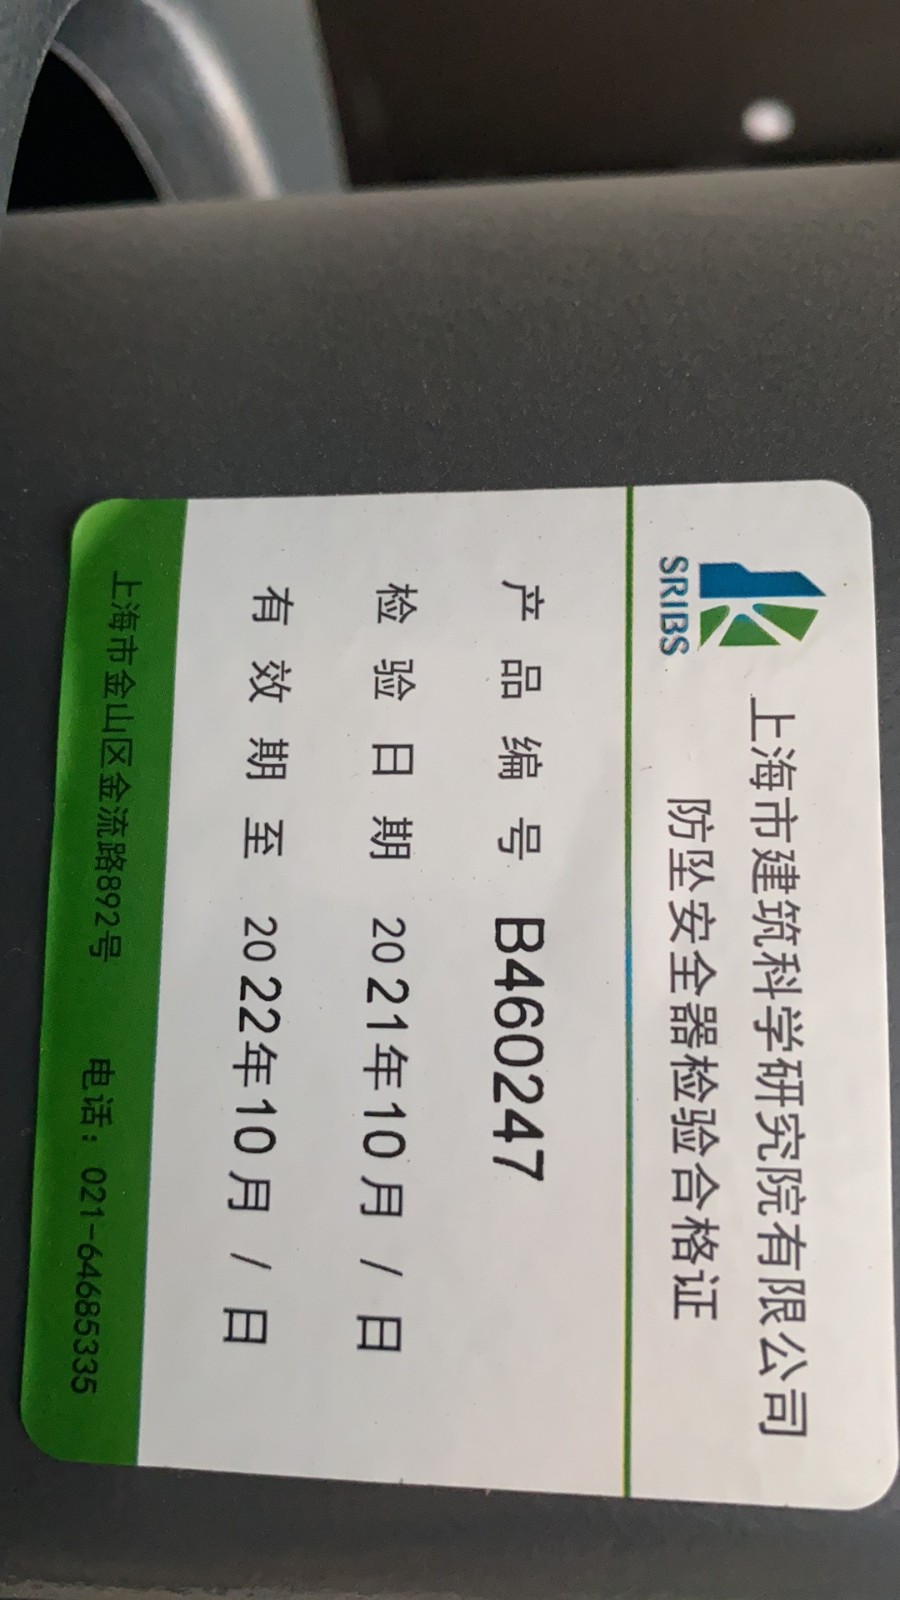 SRIBS
上海市建筑科学研究院有限公司
防坠安全器检验合格证
产品编号 B460247
检验日期 2021年10月/日
有效期至 2022年10月/日
上海市金山区金流路892号 电话：021-64685335